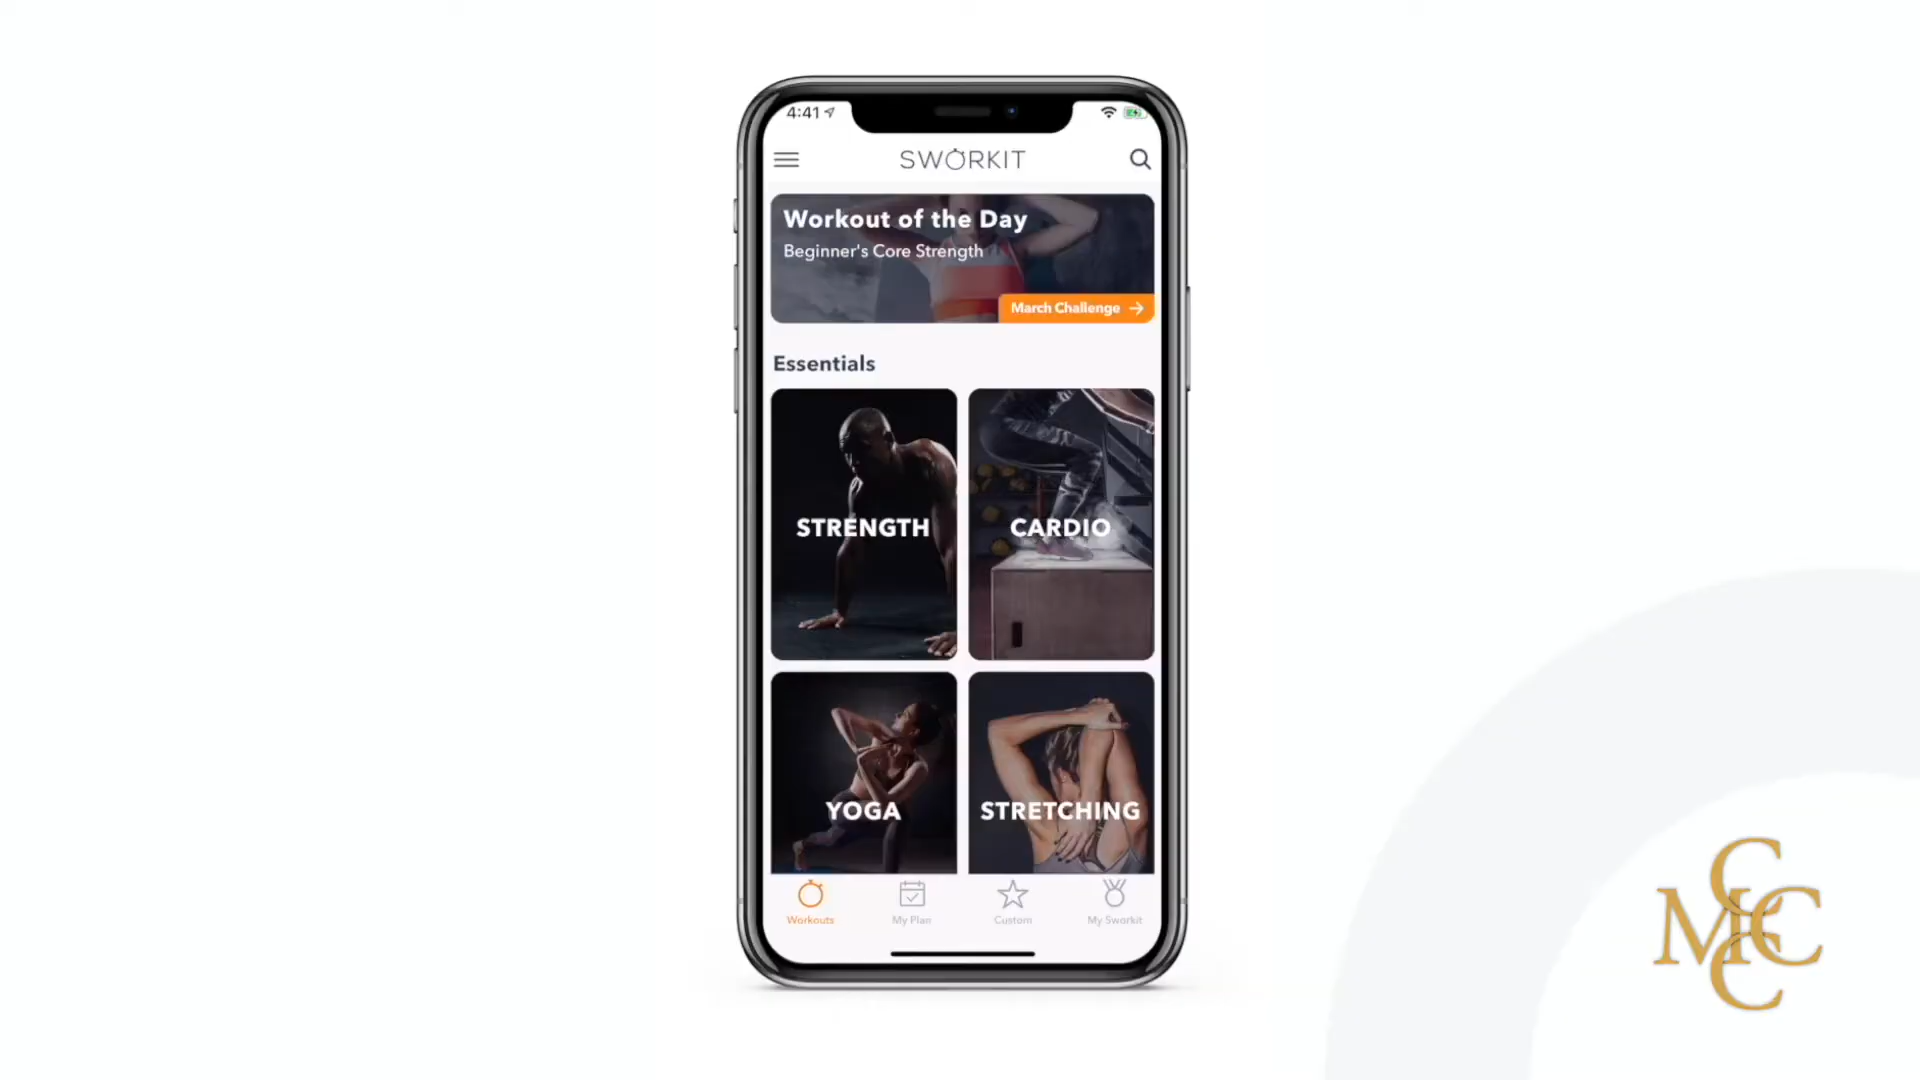 4:41
SWORKIT
Workout of the Day
Beginner's Core Strength
March Challenge
Essentials
STRENGTH
CARDIO
YOGA
STRETCHING
Workouts
My Plan
Custom
My Sworkit
MCCCC